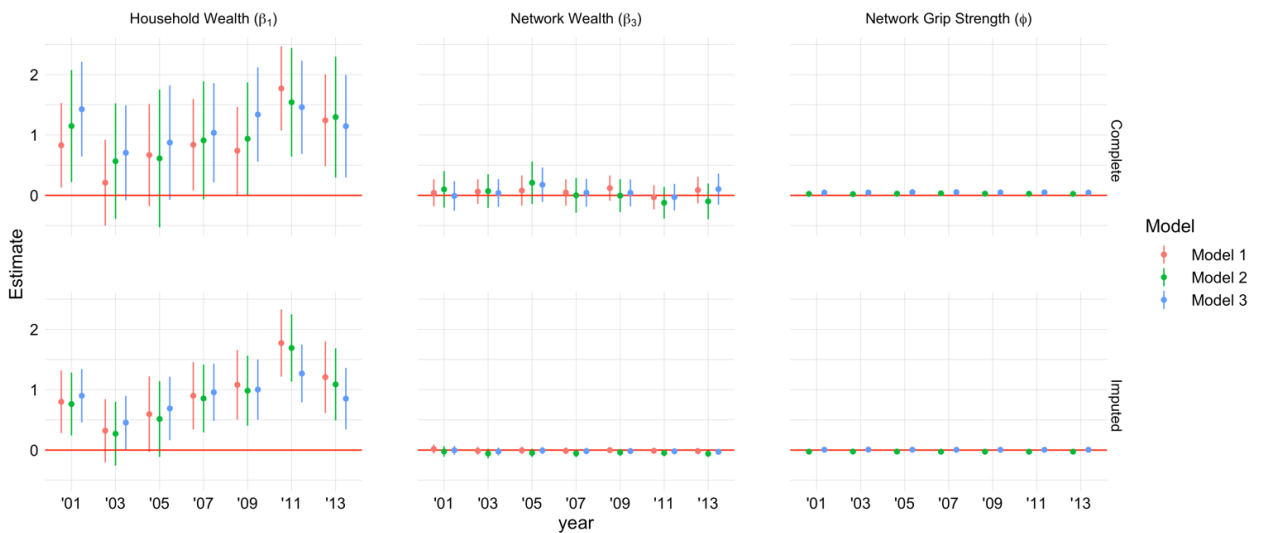 Household Wealth (β₁)
Network Wealth (β₃)
Network Grip Strength (ϕ)
Estimate
2
1
0
Complete
2
1
0
Imputed
Model
Model 1
Model 2
Model 3
'01 '03 '05 '07 '09 '11 '13
'01 '03 '05 '07 '09 '11 '13
'01 '03 '05 '07 '09 '11 '13
year